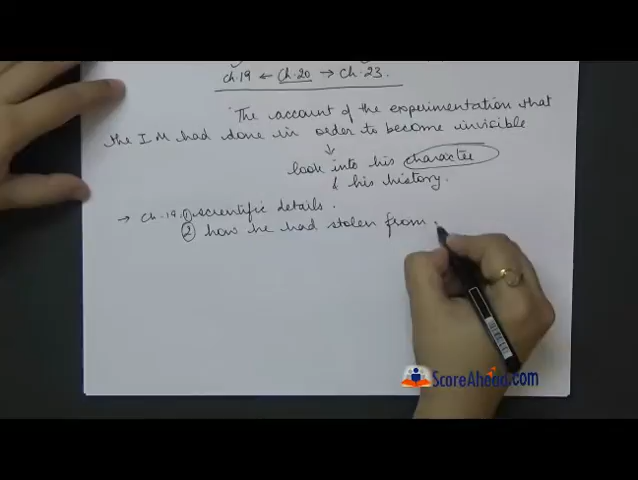 ch.19 ← Ch.20 → Ch.23.
The account of the experimentation that
the I M had done in order to become invisible
↓
look into his character
& his history.
→ Ch.19. ① scientific details.
② how he had stolen from
ScoreAhead.com